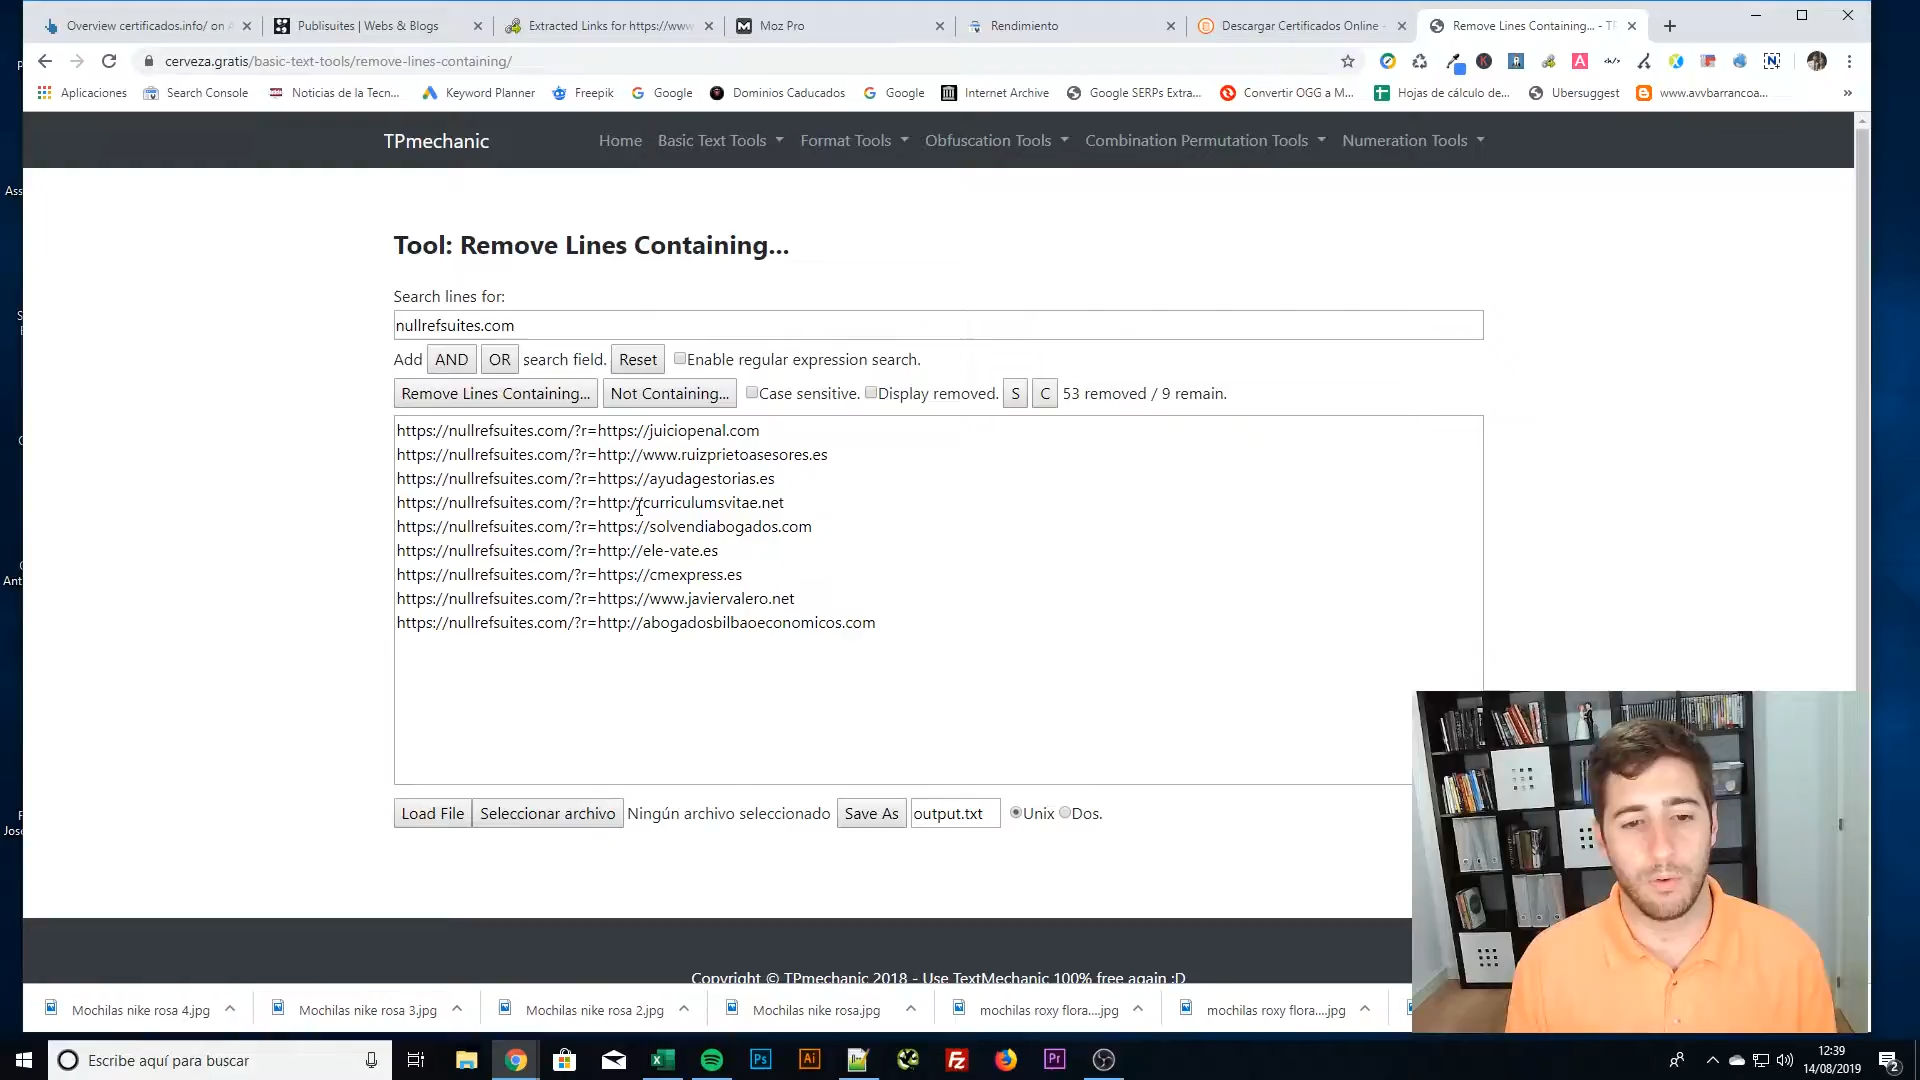 Overview certificados.info/ on A
Publisuites | Webs & Blogs
Extracted Links for https://www
Moz Pro
Rendimiento
Descargar Certificados Online -
Remove Lines Containing... - TP
cerveza.gratis/basic-text-tools/remove-lines-containing/
Aplicaciones
Search Console
Noticias de la Tecn...
Keyword Planner
Freepik
Google
Dominios Caducados
Google
Internet Archive
Google SERPs Extra...
Convertir OGG a M...
Hojas de cálculo de...
Ubersuggest
www.avvbarrancoa...
TPmechanic
Home
Basic Text Tools
Format Tools
Obfuscation Tools
Combination Permutation Tools
Numeration Tools
Tool: Remove Lines Containing...
Search lines for:
nullrefsuites.com
Add AND OR search field. Reset Enable regular expression search.
Remove Lines Containing... Not Containing... Case sensitive. Display removed. S C 53 removed / 9 remain.
https://nullrefsuites.com/?r=https://juiciopenal.com
https://nullrefsuites.com/?r=http://www.ruizprietoasesores.es
https://nullrefsuites.com/?r=https://ayudagestorias.es
https://nullrefsuites.com/?r=http://curriculumsvitae.net
https://nullrefsuites.com/?r=https://solvendiabogados.com
https://nullrefsuites.com/?r=http://ele-vate.es
https://nullrefsuites.com/?r=https://cmexpress.es
https://nullrefsuites.com/?r=https://www.javiervalero.net
https://nullrefsuites.com/?r=http://abogadosbilbaoeconomicos.com
Load File Seleccionar archivo Ningún archivo seleccionado Save As output.txt Unix Dos.
Copyright © TPmechanic 2018 - Use TextMechanic 100% free again :D
Mochilas nike rosa 4.jpg
Mochilas nike rosa 3.jpg
Mochilas nike rosa 2.jpg
Mochilas nike rosa.jpg
mochilas roxy flora....jpg
mochilas roxy flora....jpg
Escribe aquí para buscar
12:39
14/08/2019
2